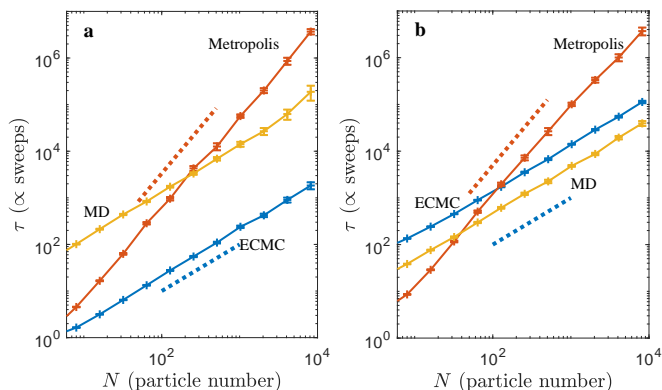 a
Metropolis
MD
ECMC
10^6
10^4
10^2
10^0
τ (∝ sweeps)
10^2
10^4
N (particle number)
b
Metropolis
ECMC
MD
10^6
10^4
10^2
10^0
τ (∝ sweeps)
10^2
10^4
N (particle number)